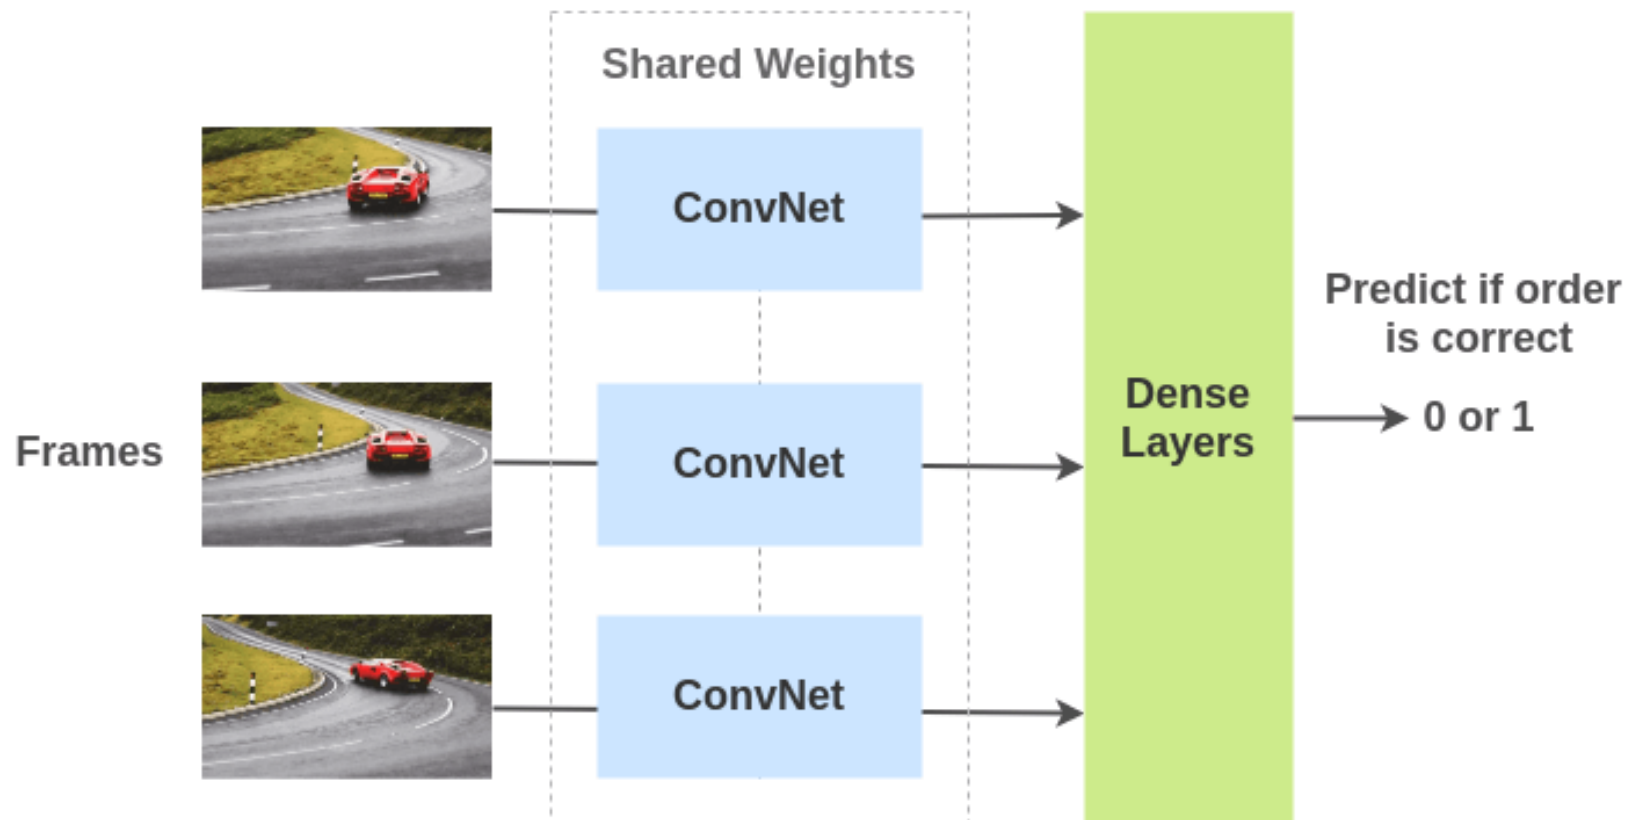 Shared Weights
ConvNet
ConvNet
ConvNet
Frames
Dense
Layers
Predict if order
is correct
0 or 1